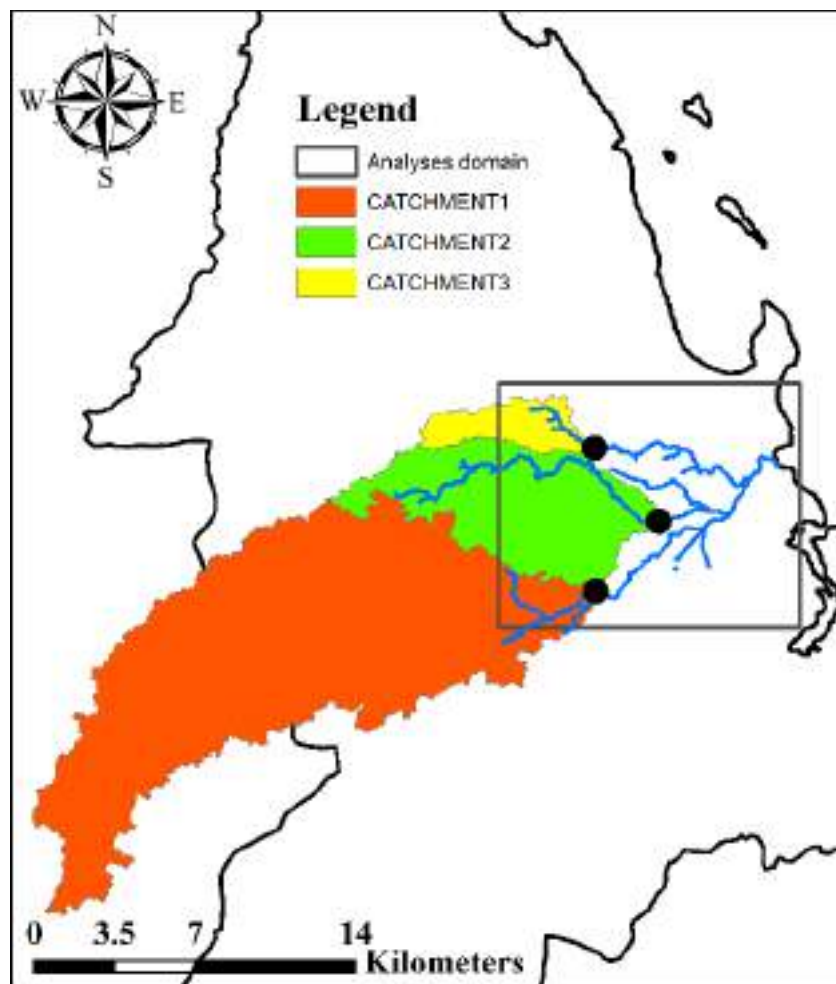 N
W E
S
Legend
Analyses domain
CATCHMENT1
CATCHMENT2
CATCHMENT3
0 3.5 7 14
Kilometers